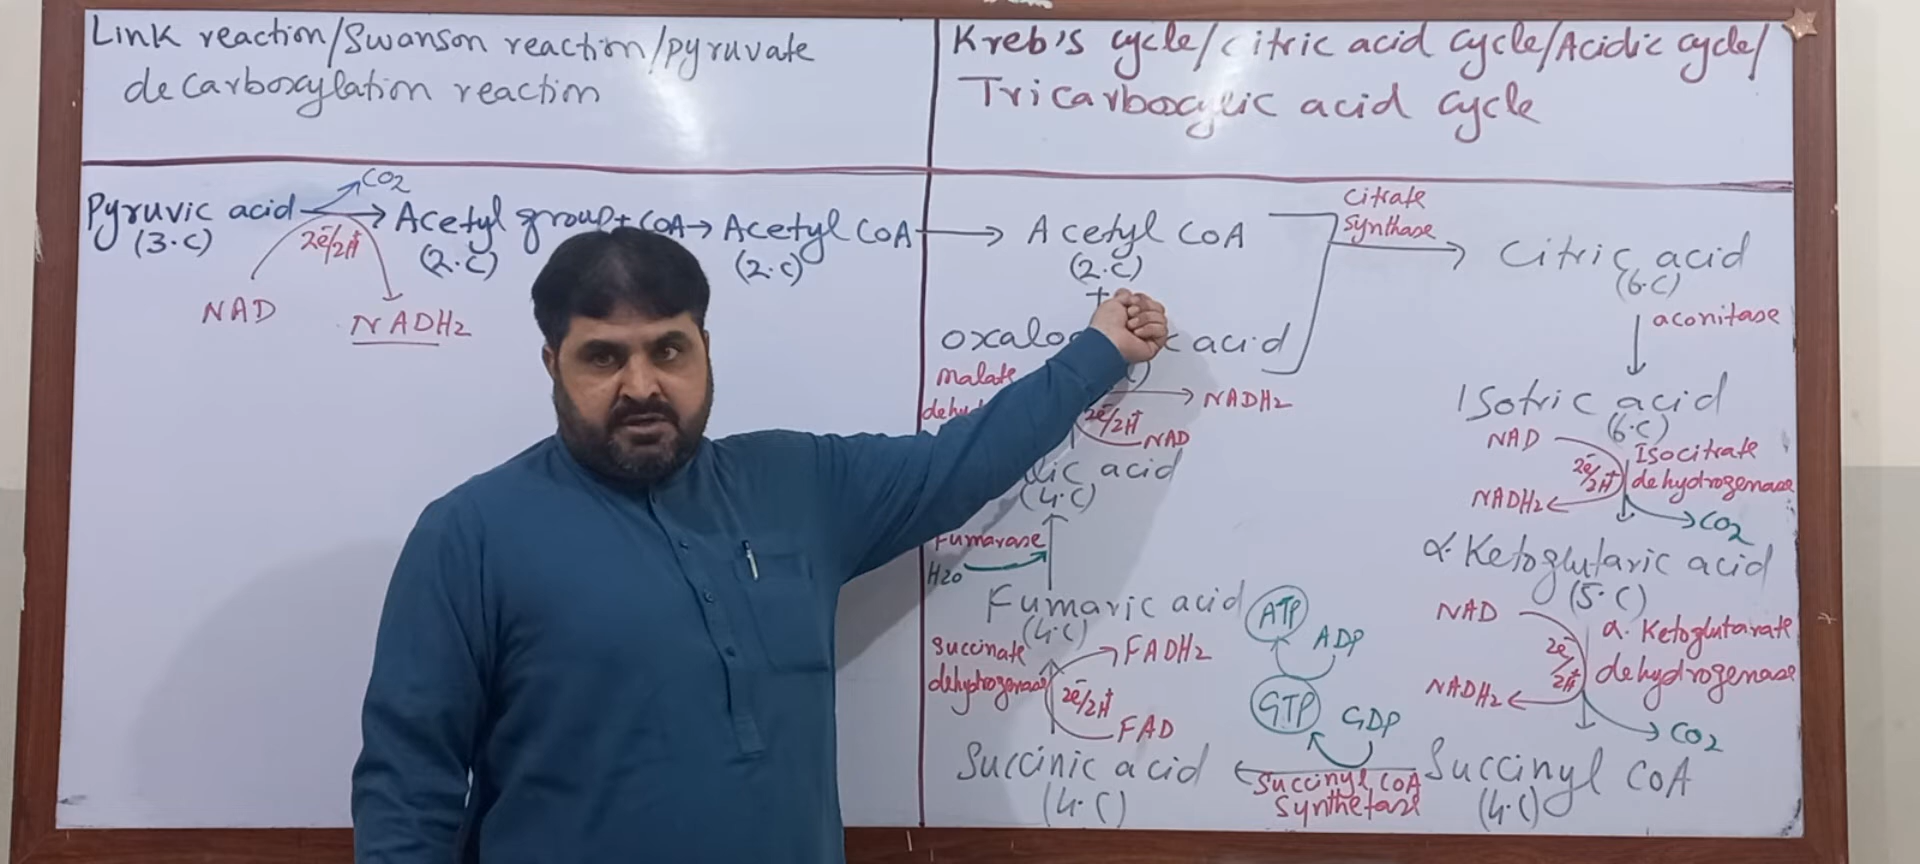 Link reaction/Swanson reaction/pyruvate
decarboxylation reaction
Pyruvic acid
(3.C)
CO2
2e/2H+
NAD
NADH2
Acetyl group + COA → Acetyl COA
(2.C)
(2.C)
Kreb's cycle/citric acid cycle/Acidic cycle/
Tricarboxylic acid cycle
Acetyl COA
(2.C)
+
acid
Citrate
synthase
Citric acid
(6.C)
aconitase
Isotric acid
(6.C)
NAD
2e/2H+
NADH2
Isocitrate
dehydrogenase
CO2
α.Ketoglutaric acid
(5.C)
NAD
2e/2H+
NADH2
α.Ketoglutarate
dehydrogenase
CO2
Succinyl COA
(4.C)
Succinyl COA
Synthetase
GDP
GTP
ADP
ATP
Succinic acid
(4.C)
Succinate
dehydrogenase
FAD
2e/2H+
FADH2
Fumaric acid
(4.C)
Fumarase
H2O
acid
(4.C)
Malate
NAD
2e/2H+
NADH2